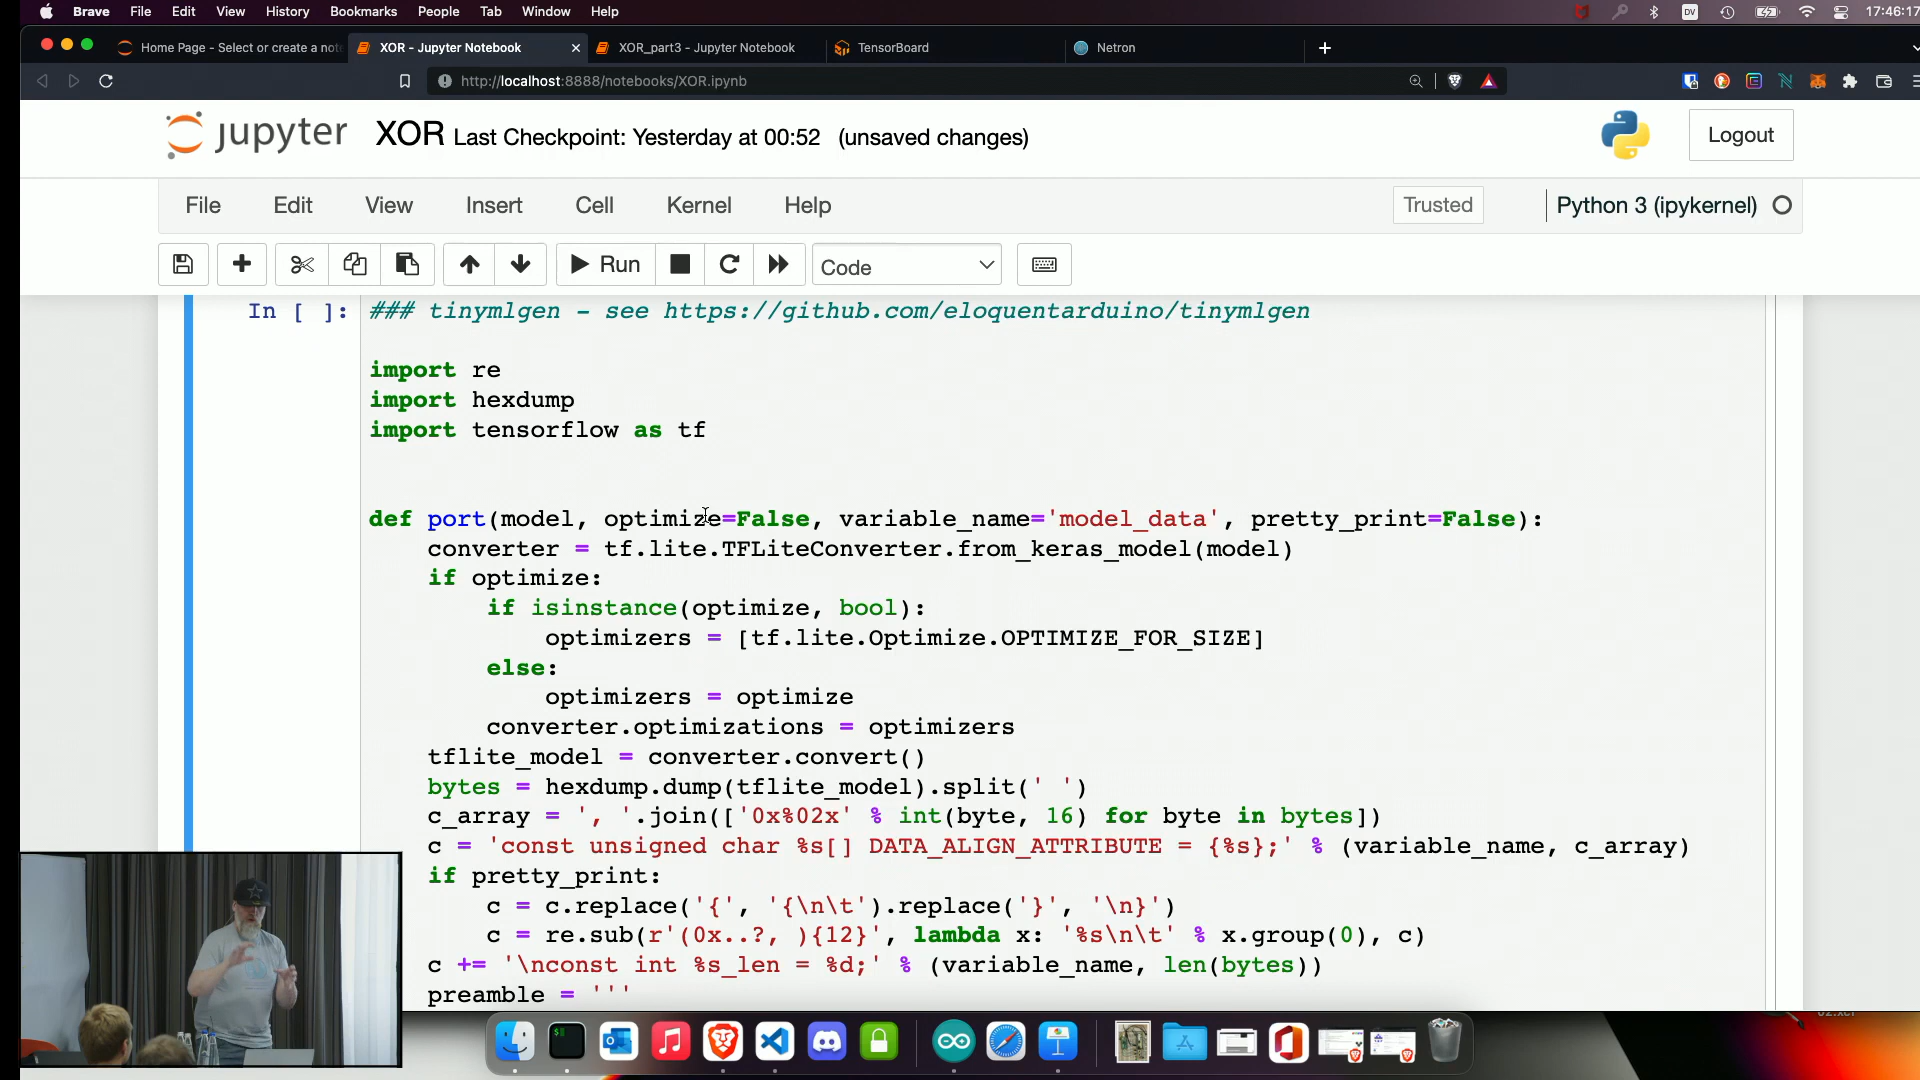 Brave File Edit View History Bookmarks People Tab Window Help DV 17:46:17
Home Page - Select or create a note XOR - Jupyter Notebook XOR_part3 - Jupyter Notebook TensorBoard Netron
http://localhost:8888/notebooks/XOR.ipynb
jupyter XOR Last Checkpoint: Yesterday at 00:52 (unsaved changes) Logout
File Edit View Insert Cell Kernel Help Trusted Python 3 (ipykernel)
Run Code
In [ ]: ### tinymlgen - see https://github.com/eloquentarduino/tinymlgen
import re
import hexdump
import tensorflow as tf
def port(model, optimize=False, variable_name='model_data', pretty_print=False):
converter = tf.lite.TFLiteConverter.from_keras_model(model)
if optimize:
if isinstance(optimize, bool):
optimizers = [tf.lite.Optimize.OPTIMIZE_FOR_SIZE]
else:
optimizers = optimize
converter.optimizations = optimizers
tflite_model = converter.convert()
bytes = hexdump.dump(tflite_model).split(' ')
c_array = ', '.join(['0x%02x' % int(byte, 16) for byte in bytes])
c = 'const unsigned char %s[] DATA_ALIGN_ATTRIBUTE = {%s};' % (variable_name, c_array)
if pretty_print:
c = c.replace('{', '{\n\t').replace('}', '\n}')
c = re.sub(r'(0x..?, ){12}', lambda x: '%s\n\t' % x.group(0), c)
c += '\nconst int %s_len = %d;' % (variable_name, len(bytes))
preamble = '''